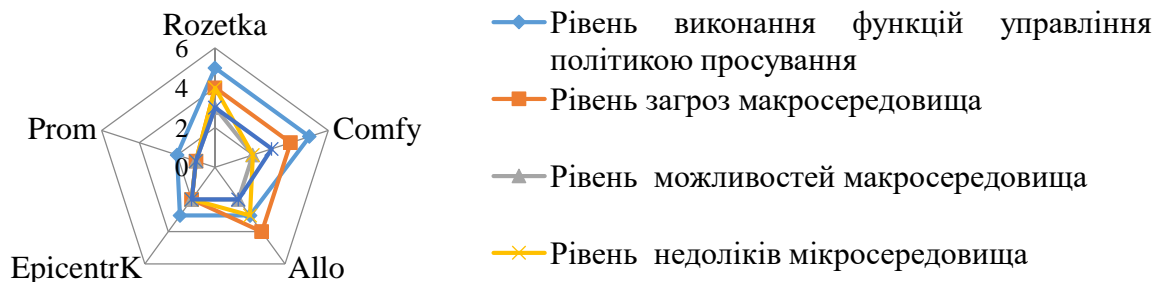 Rozetka
6
4
2
0
Comfy
Allo
EpicentrK
Prom
Рівень виконання функцій управління
політикою просування
Рівень загроз макросередовища
Рівень можливостей макросередовища
Рівень недоліків мікросередовища